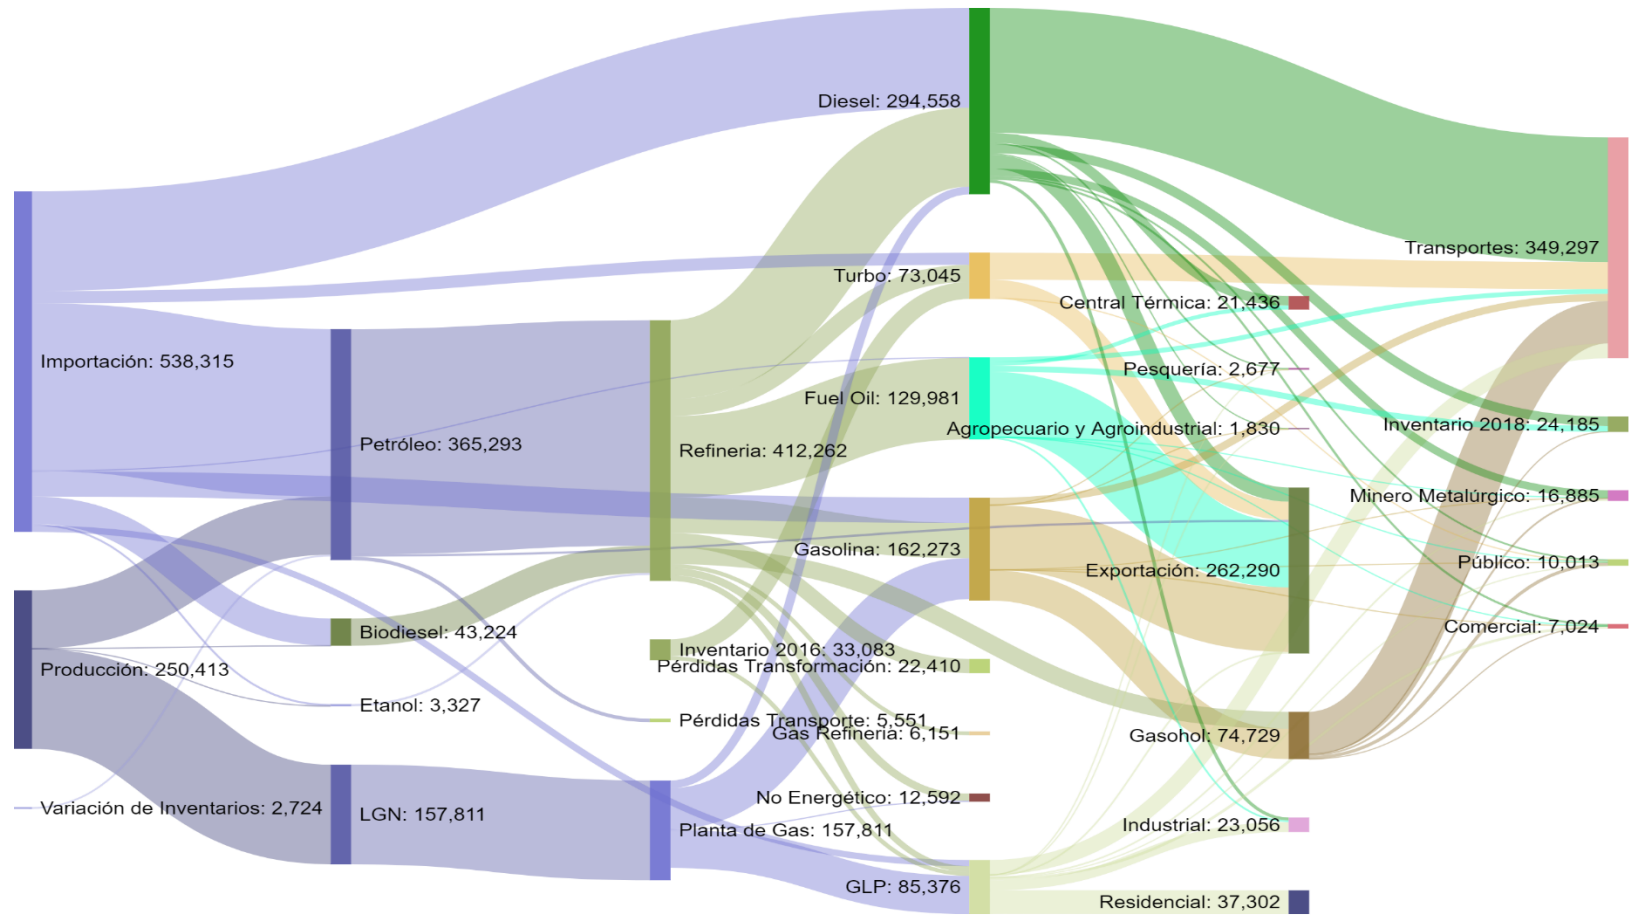 Diesel: 294,558
Transportes: 349,297
Turbo: 73,045
Central Térmica: 21,436
Importación: 538,315
Pesquería: 2,677
Fuel Oil: 129,981
Inventario 2018: 24,185
Agropecuario y Agroindustrial: 1,830
Petróleo: 365,293
Refineria: 412,262
Minero Metalúrgico: 16,885
Gasolina: 162,273
Exportación: 262,290
Público: 10,013
Comercial: 7,024
Biodiesel: 43,224
Inventario 2016: 33,083
Pérdidas Transformación: 22,410
Producción: 250,413
Etanol: 3,327
Pérdidas Transporte: 5,551
Gas Refineria: 6,151
Gasohol: 74,729
No Energético: 12,592
Variación de Inventarios: 2,724
LGN: 157,811
Planta de Gas: 157,811
Industrial: 23,056
GLP: 85,376
Residencial: 37,302